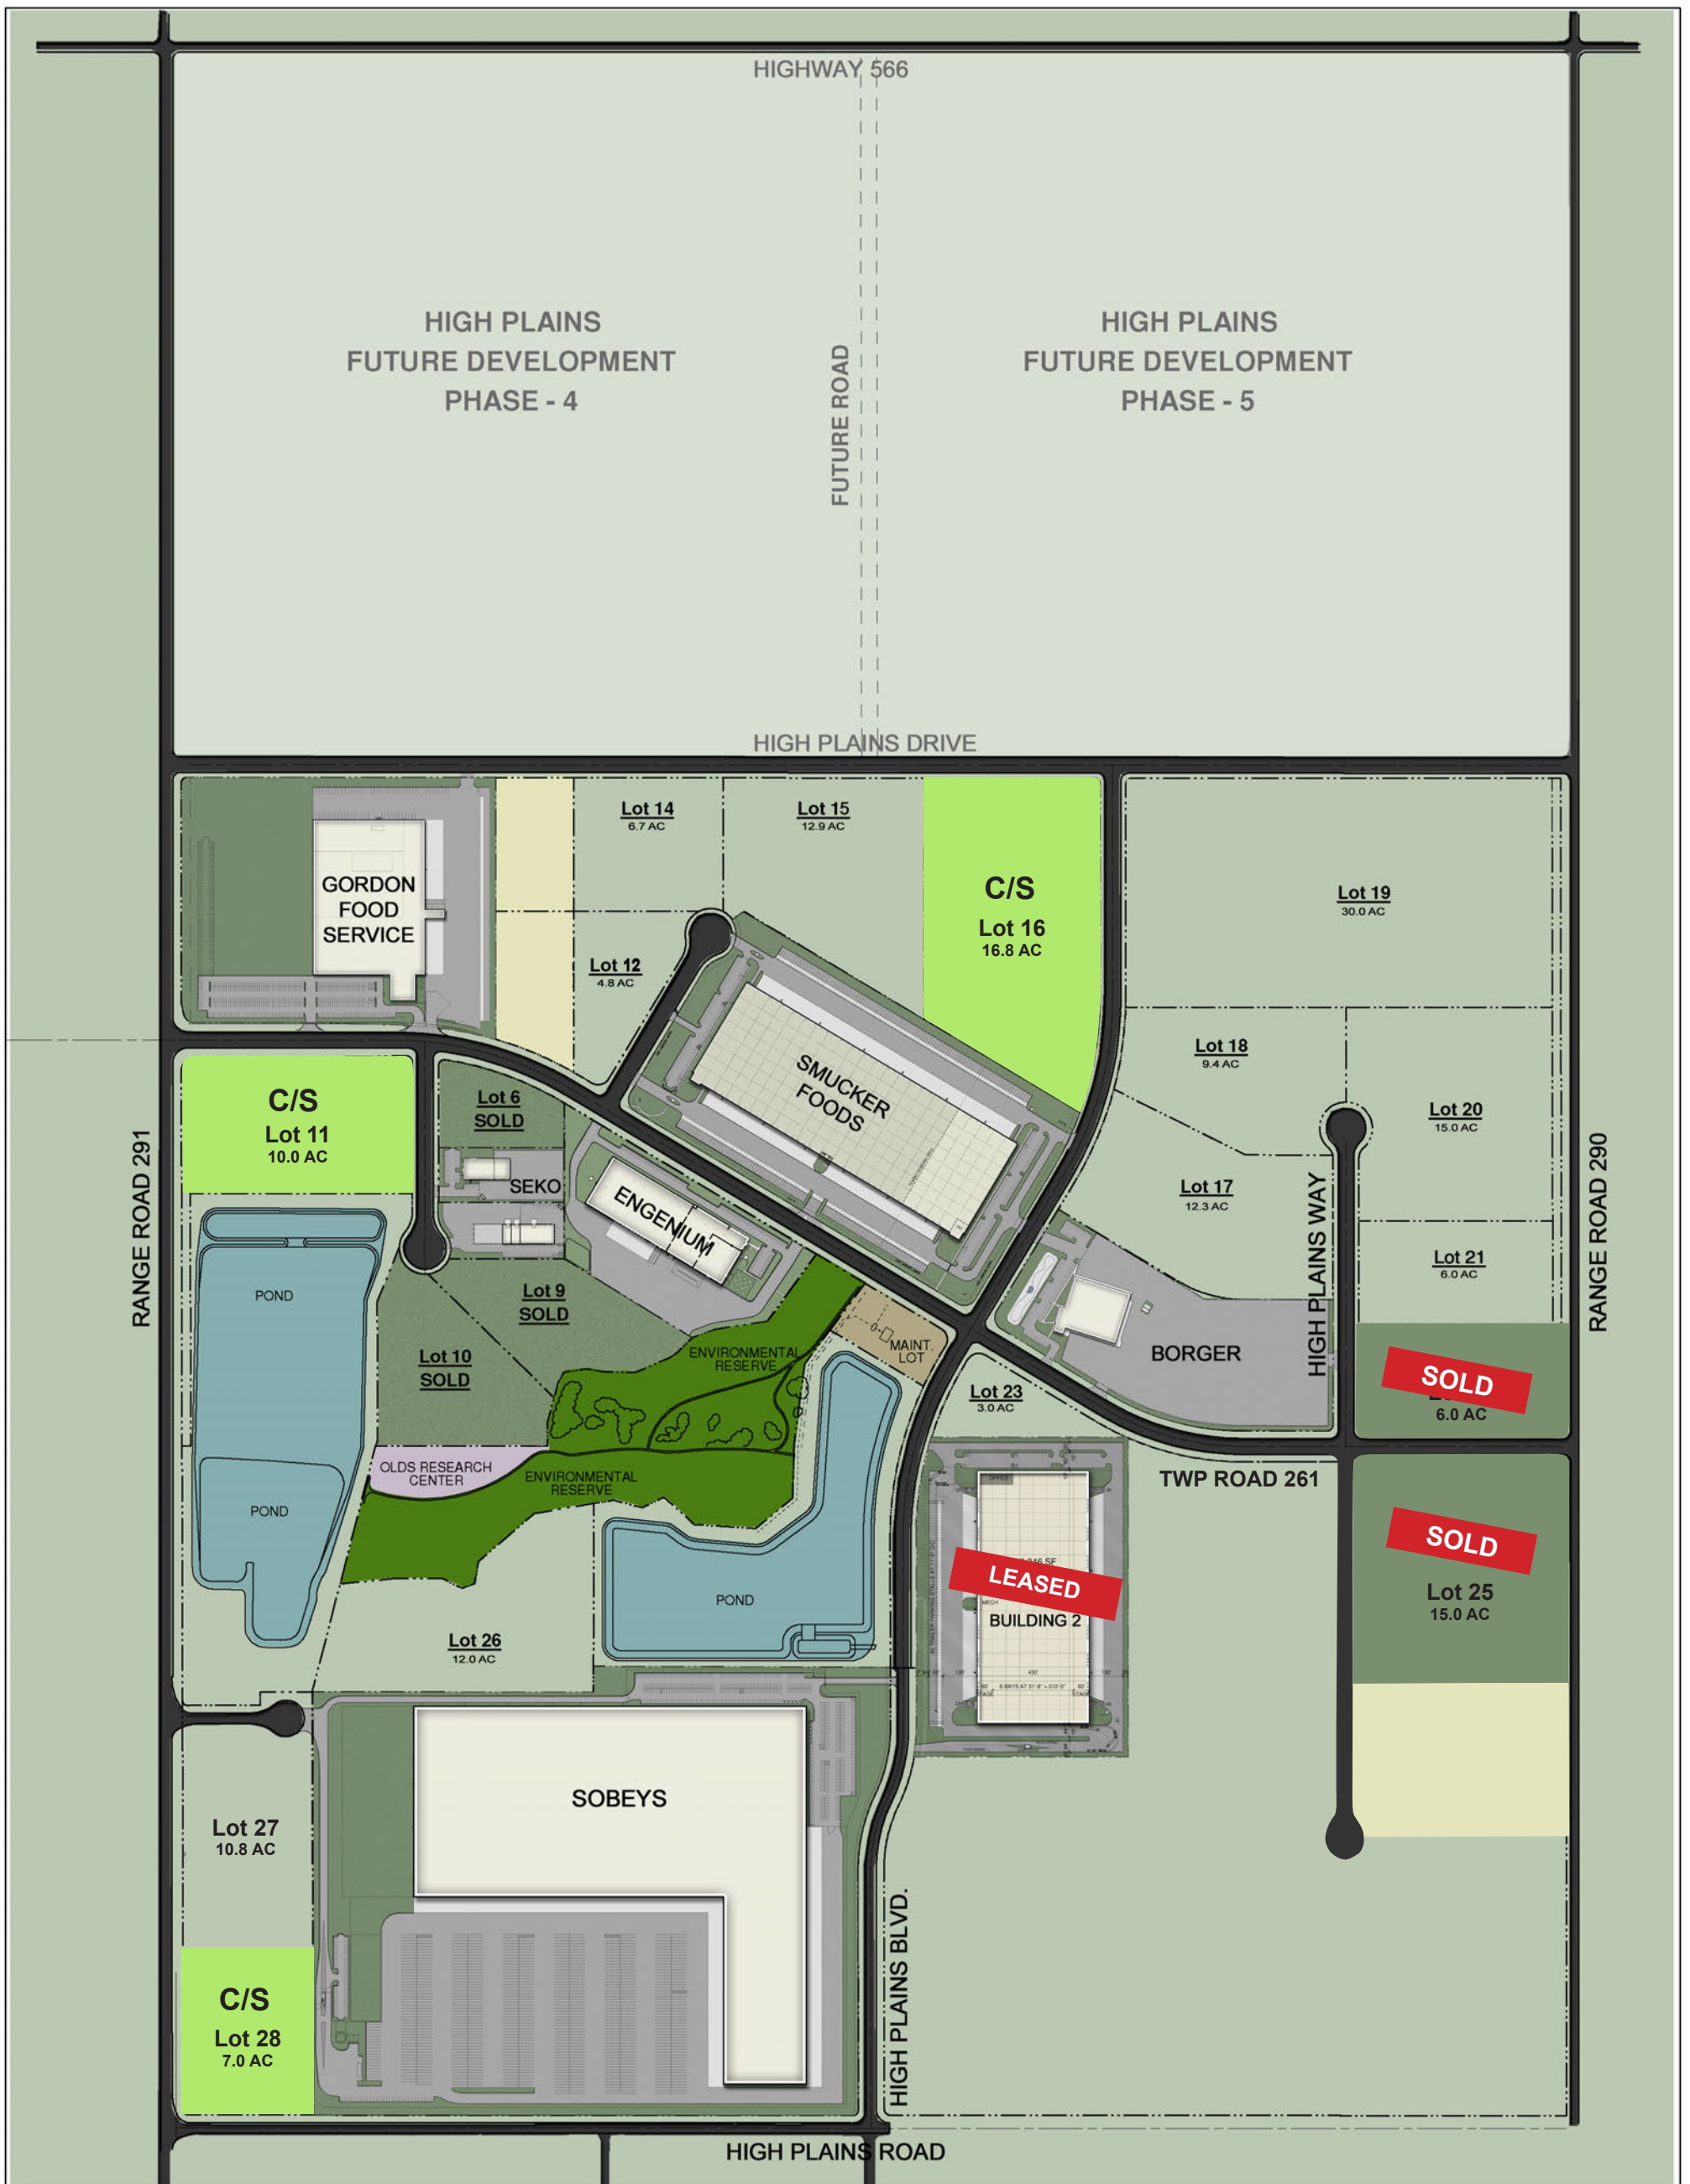 HIGHWAY 566
HIGH PLAINS
FUTURE DEVELOPMENT
PHASE - 4
FUTURE ROAD
HIGH PLAINS
FUTURE DEVELOPMENT
PHASE - 5
HIGH PLAINS DRIVE
GORDON
FOOD
SERVICE
Lot 14
6.7 AC
Lot 15
12.9 AC
C/S
Lot 16
16.8 AC
Lot 19
30.0 AC
Lot 12
4.8 AC
SMUCKER
FOODS
Lot 18
9.4 AC
Lot 20
15.0 AC
C/S
Lot 11
10.0 AC
Lot 6
SOLD
SEKO
ENGENIUM
Lot 17
12.3 AC
HIGH PLAINS WAY
Lot 21
6.0 AC
RANGE ROAD 291
RANGE ROAD 290
POND
Lot 9
SOLD
Lot 10
SOLD
ENVIRONMENTAL
RESERVE
MAINT.
LOT
BORGER
SOLD
6.0 AC
Lot 23
3.0 AC
OLDS RESEARCH
CENTER
ENVIRONMENTAL
RESERVE
TWP ROAD 261
POND
OFFICE
SOLD
Lot 25
15.0 AC
LEASED
MECH
BUILDING 2
POND
Lot 26
12.0 AC
430'
SOBEYS
Lot 27
10.8 AC
HIGH PLAINS BLVD.
C/S
Lot 28
7.0 AC
HIGH PLAINS ROAD